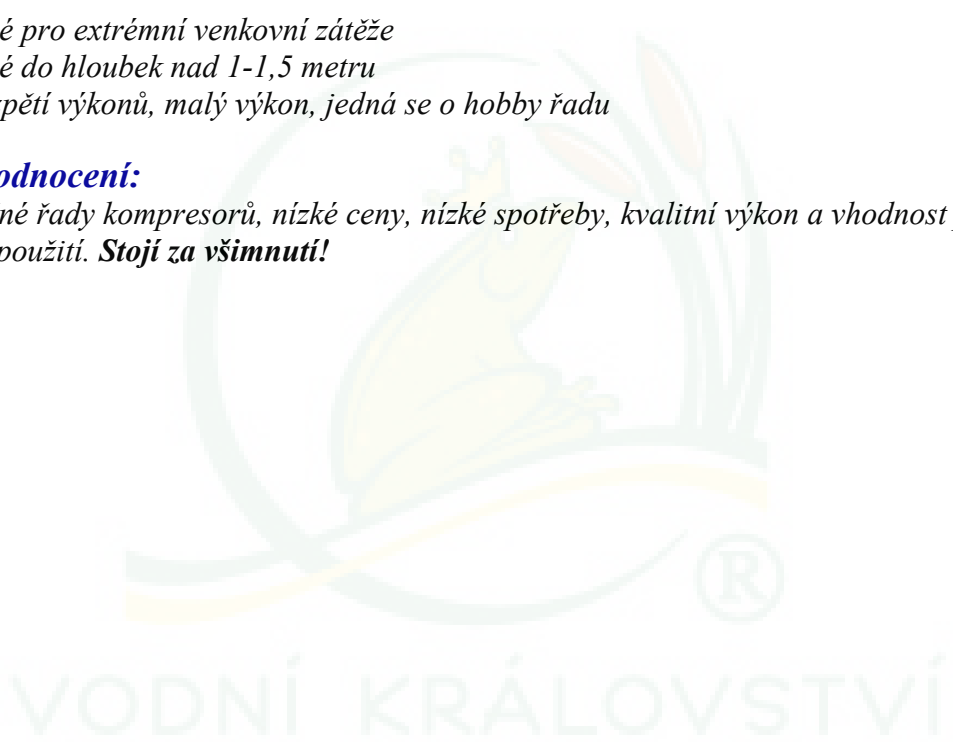 é pro extrémní venkovní zátěže
é do hloubek nad 1-1,5 metru
pětí výkonů, malý výkon, jedná se o hobby řadu
odnocení:
né řady kompresorů, nízké ceny, nízké spotřeby, kvalitní výkon a vhodnost
použití. Stojí za všimnutí!
®
VODNÍ KRÁLOVSTVÍ